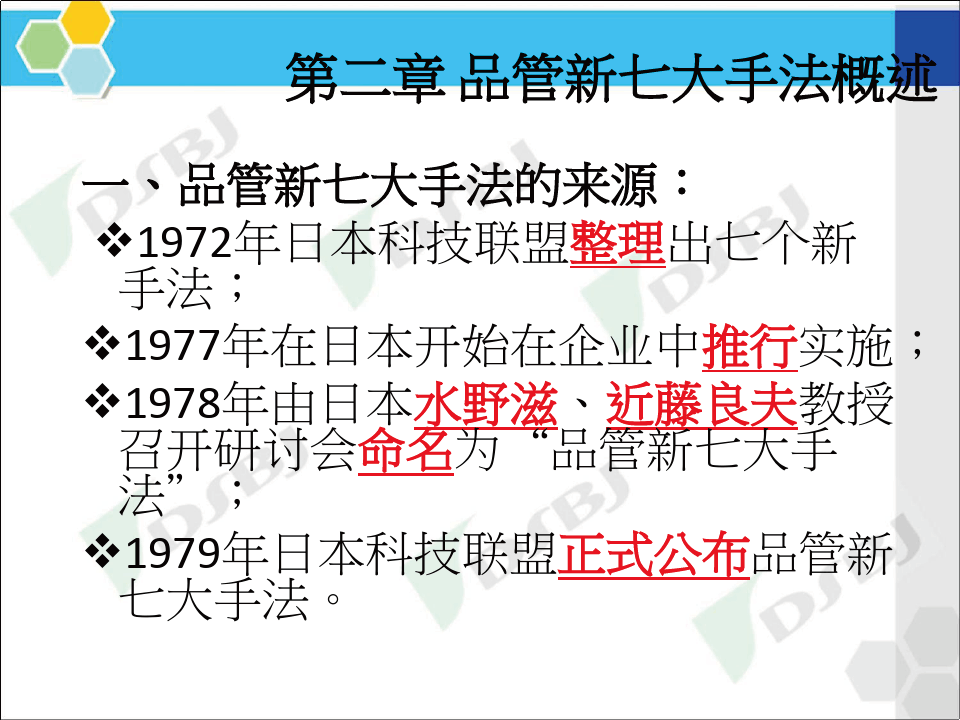 第二章 品管新七大手法概述
一、品管新七大手法的来源：
❖1972年日本科技联盟整理出七个新
手法；
❖1977年在日本开始在企业中推行实施；
❖1978年由日本水野滋、近藤良夫教授
召开研讨会命名为“品管新七大手
法”；
❖1979年日本科技联盟正式公布品管新
七大手法。
DSBJ
DSBJ
DSBJ
DSBJ
DSBJ
DSBJ